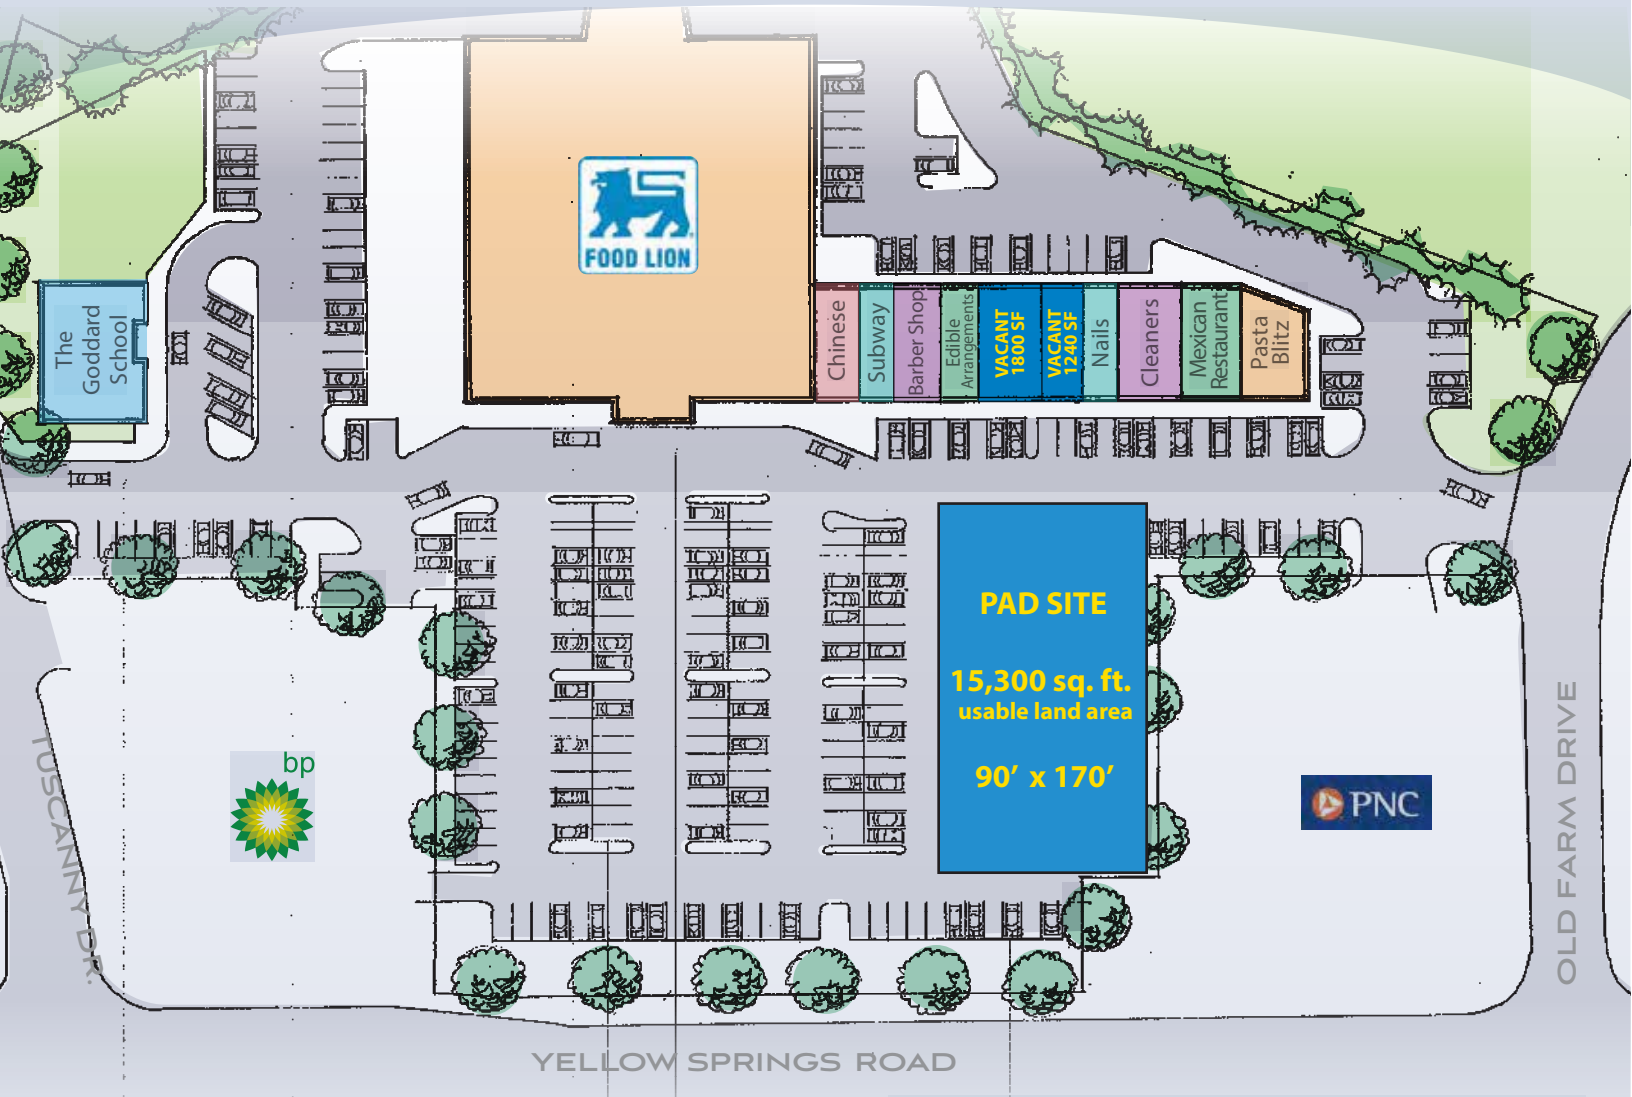 FOOD LION
The
Goddard
School
Chinese
Subway
Barber Shop
Edible
Arrangements
VACANT
1800 SF
VACANT
1240 SF
Nails
Cleaners
Mexican
Restaurant
Pasta
Blitz
PAD SITE
15,300 sq. ft.
usable land area
90’ x 170’
bp
PNC
TUSCANNY DR.
OLD FARM DRIVE
YELLOW SPRINGS ROAD